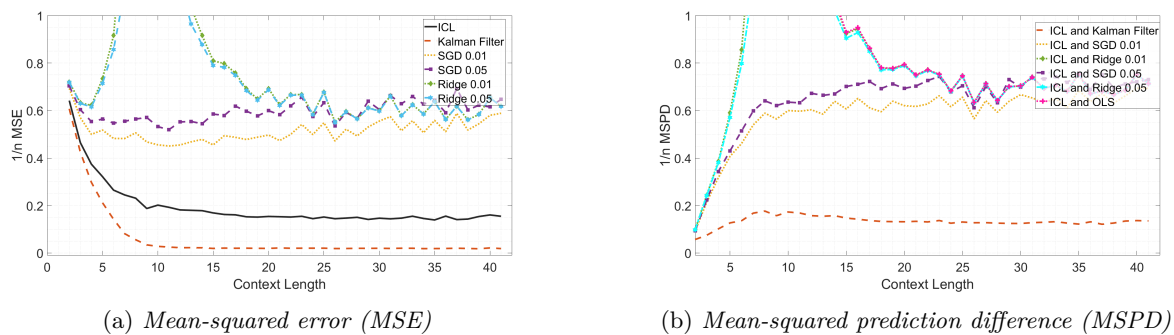 1
0.8
0.6
0.4
0.2
0
1/n MSE
0
5
10
15
20
25
30
35
40
Context Length
ICL
Kalman Filter
SGD 0.01
SGD 0.05
Ridge 0.01
Ridge 0.05
(a) Mean-squared error (MSE)
1
0.8
0.6
0.4
0.2
0
1/n MSPD
5
10
15
20
25
30
35
40
Context Length
ICL and Kalman Filter
ICL and SGD 0.01
ICL and Ridge 0.01
ICL and SGD 0.05
ICL and Ridge 0.05
ICL and OLS
(b) Mean-squared prediction difference (MSPD)